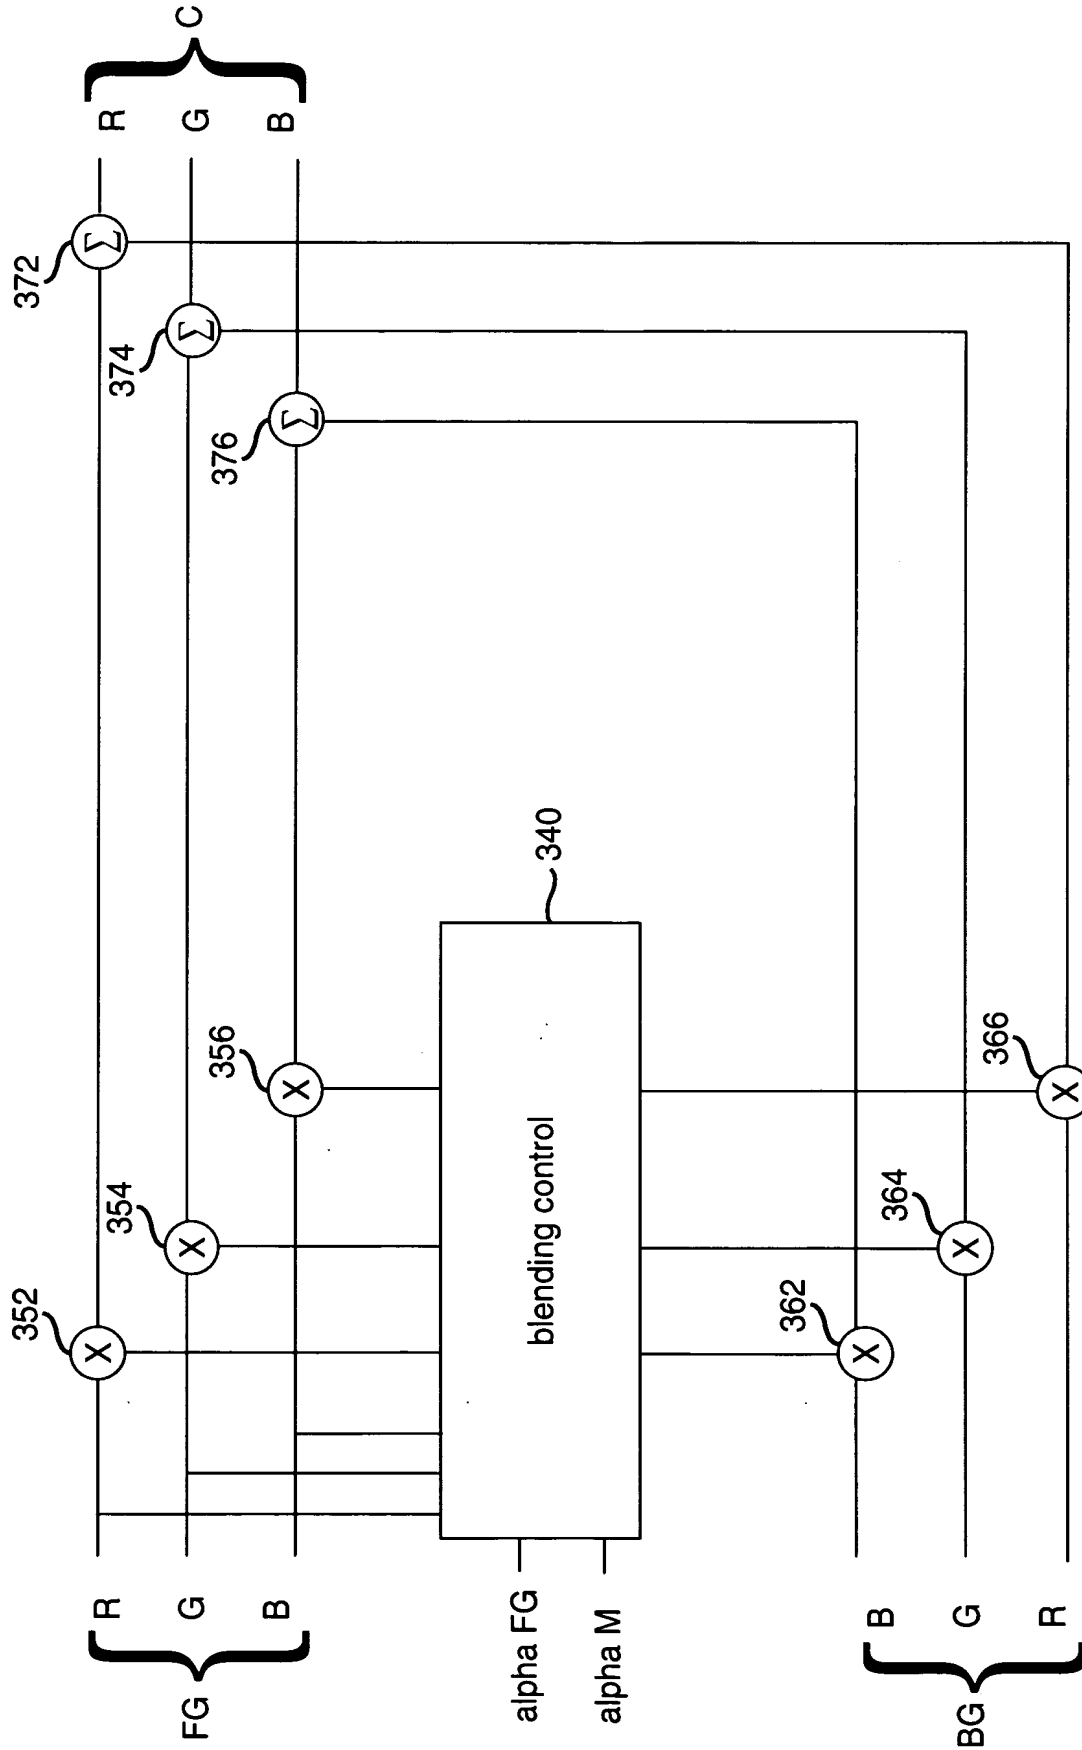 FG
R
G
B
352
X
354
X
356
X
372
Σ
374
Σ
376
Σ
R
G
B
C
alpha FG
alpha M
blending control
340
BG
B
G
R
362
X
364
X
366
X